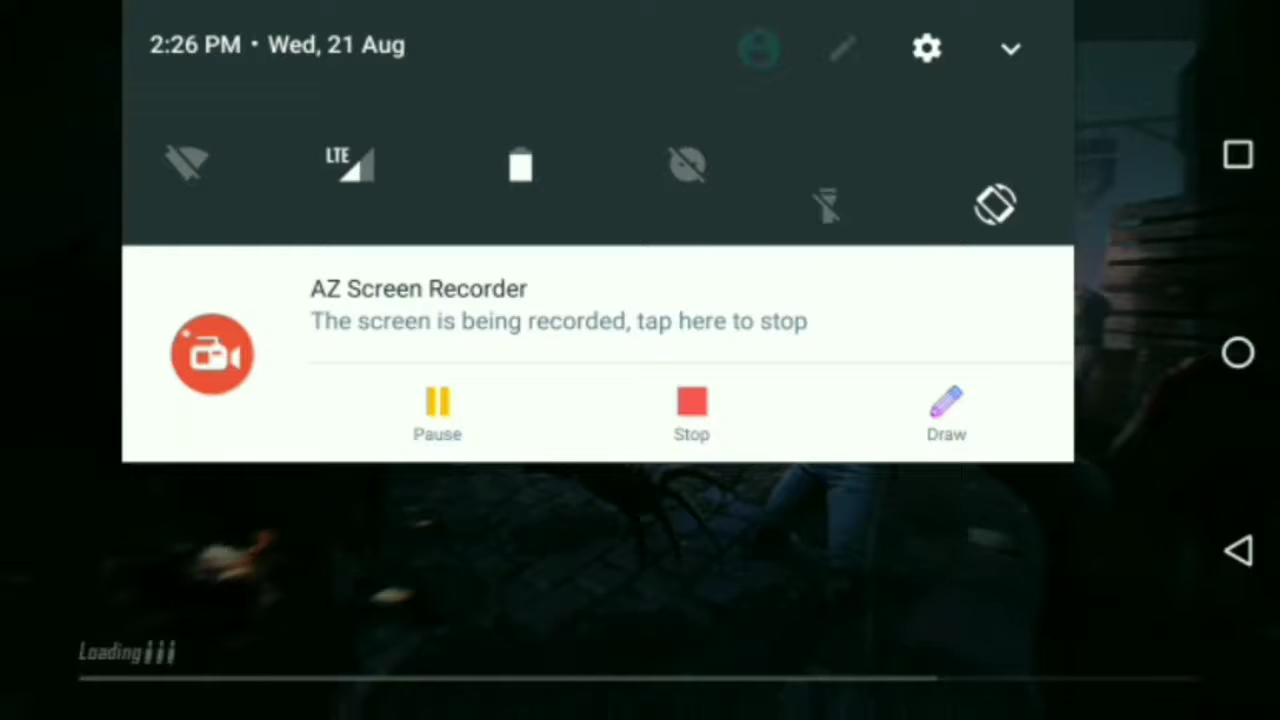 2:26 PM • Wed, 21 Aug
LTE
AZ Screen Recorder
The screen is being recorded, tap here to stop
Pause
Stop
Draw
Loading